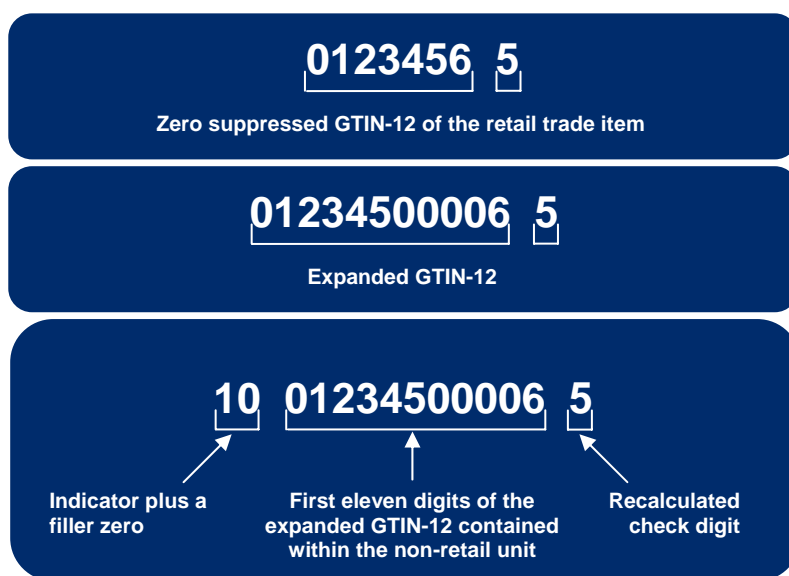 0123456 5
Zero suppressed GTIN-12 of the retail trade item
01234500006 5
Expanded GTIN-12
10 01234500006 5
Indicator plus a
filler zero
First eleven digits of the
expanded GTIN-12 contained
within the non-retail unit
Recalculated
check digit